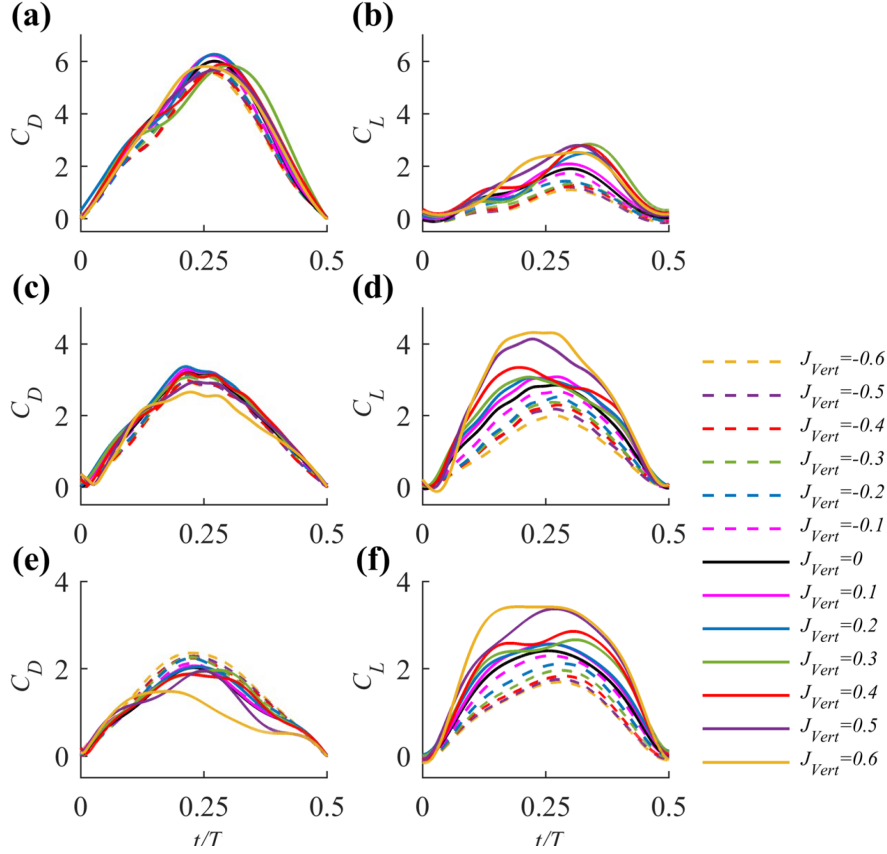 (a) (b)
6 6
4 4
C_D C_L
2 2
0 0
0 0.25 0.5 0 0.25 0.5
(c) (d)
4 4
C_D C_L
2 2
0 0
0 0.25 0.5 0 0.25 0.5
(e) (f)
4 4
C_D C_L
2 2
0 0
0 0.25 0.5 0 0.25 0.5
t/T t/T
J_Vert=-0.6
J_Vert=-0.5
J_Vert=-0.4
J_Vert=-0.3
J_Vert=-0.2
J_Vert=-0.1
J_Vert=0
J_Vert=0.1
J_Vert=0.2
J_Vert=0.3
J_Vert=0.4
J_Vert=0.5
J_Vert=0.6